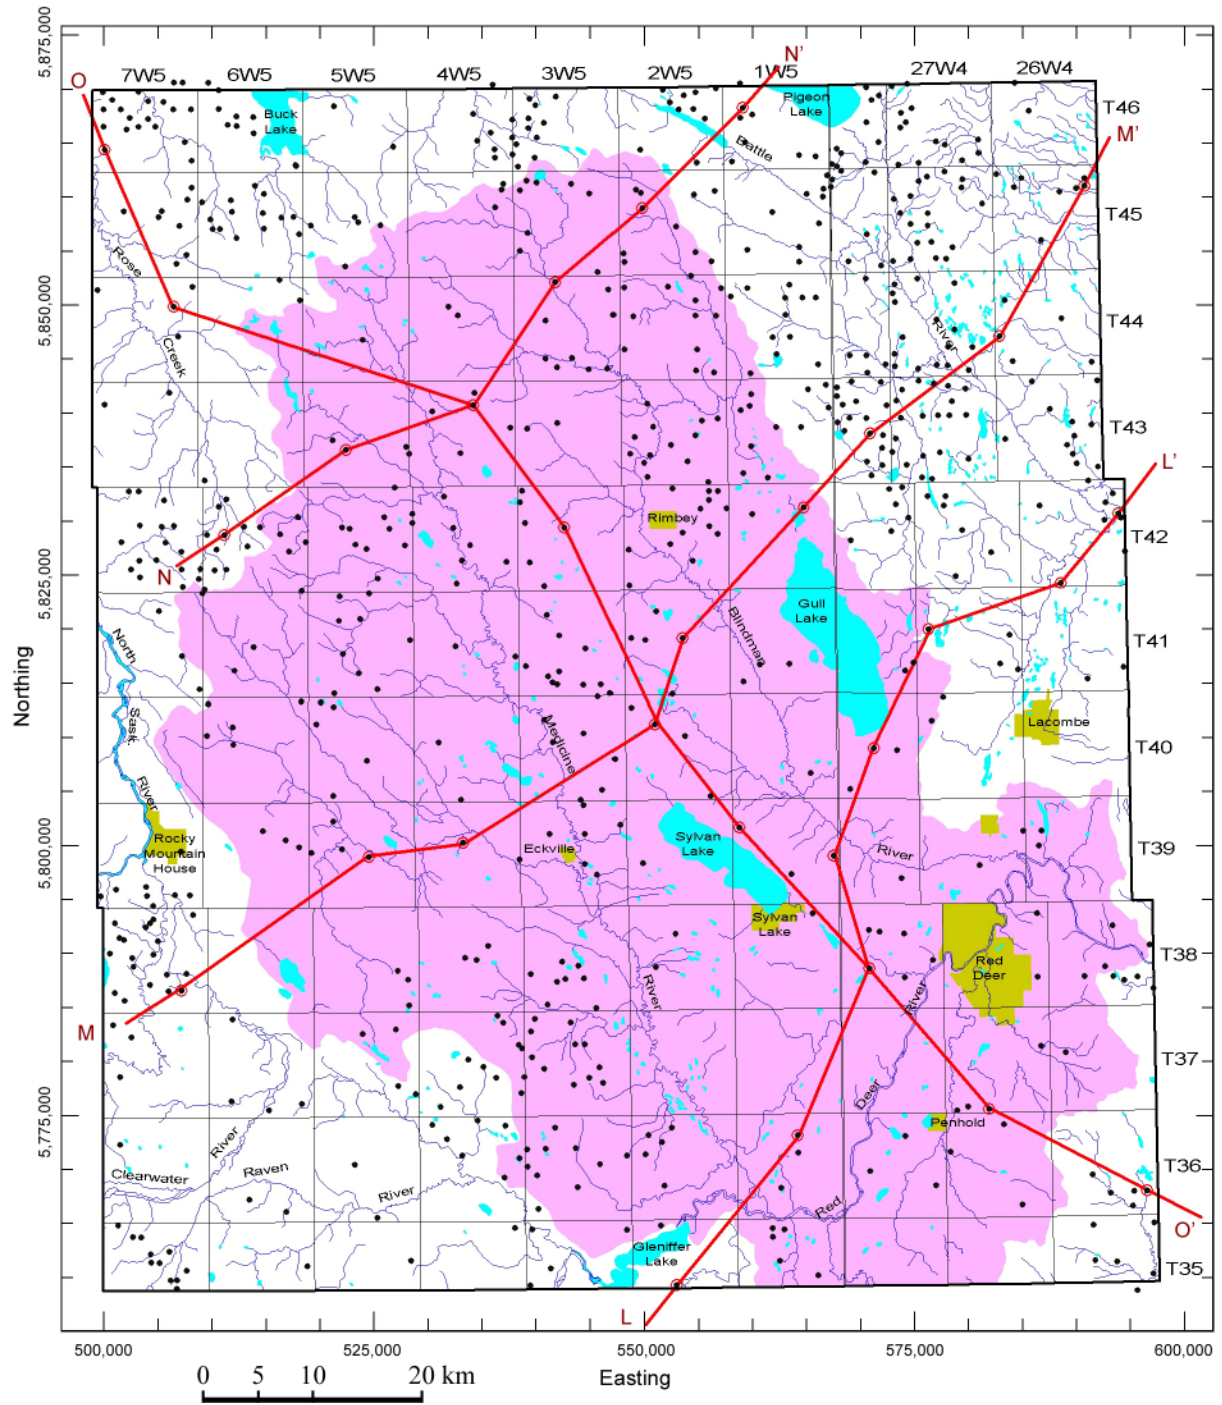 5,875,000
O
N'
7W5
6W5
5W5
4W5
3W5
2W5
1W5
27W4
26W4
Buck
Lake
Pigeon
Lake
T46
M'
Battle
T45
Rose
5,850,000
T44
River
Creek
T43
L'
Rimbey
T42
N
5,825,000
Gull
Lake
Blindman
North
T41
Northing
Sask.
Medicine
Lacombe
T40
River
Rocky
Mountain
House
5,800,000
Eckville
Sylvan
Lake
River
T39
Sylvan
Lake
Red
Deer
T38
River
River
M
T37
Deer
5,775,000
Penhold
River
Clearwater
Raven
River
T36
Red
O'
Gleniffer
Lake
T35
L
500,000
525,000
550,000
575,000
600,000
Easting
0
5
10
20 km